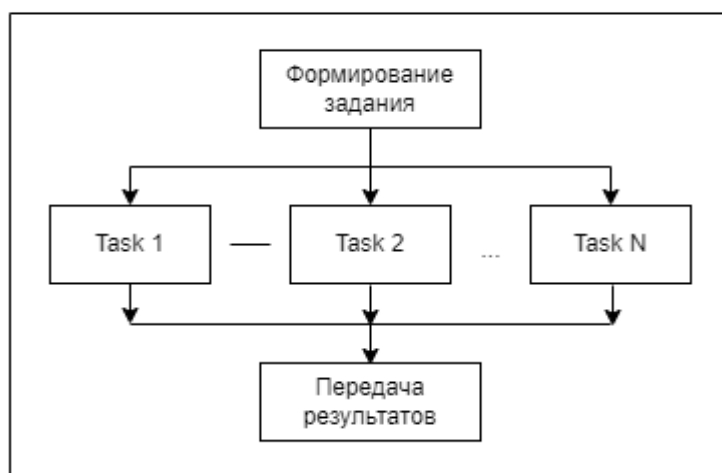 Формирование
задания
Task 1
Task 2
...
Task N
Передача
результатов